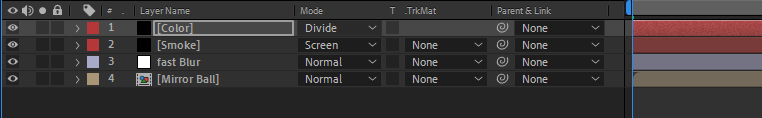 # Layer Name Mode T .TrkMat Parent & Link
1 [Color] Divide None
2 [Smoke] Screen None None
3 fast Blur Normal None None
4 [Mirror Ball] Normal None None